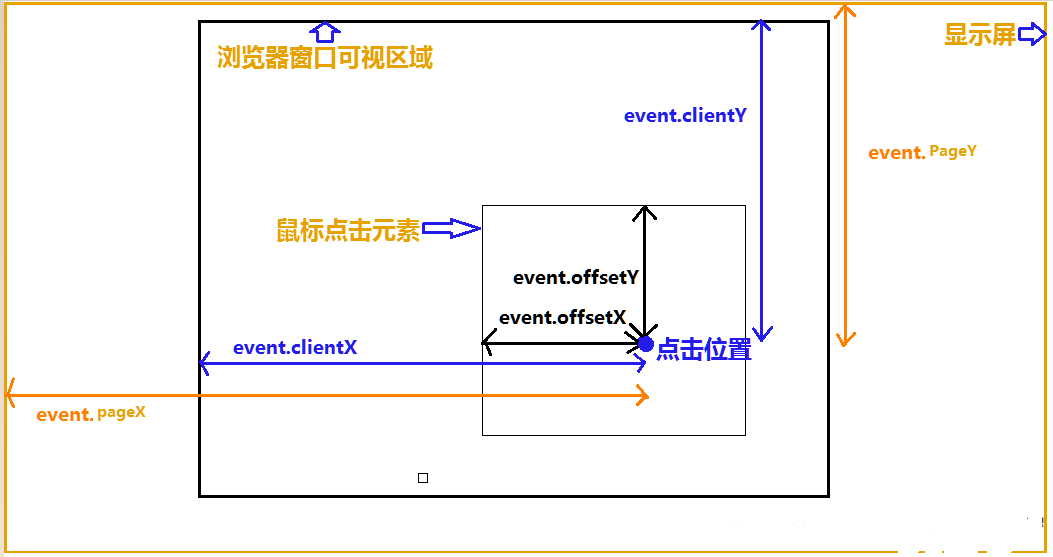 显示屏
浏览器窗口可视区域
event.clientY
event.PageY
鼠标点击元素
event.offsetY
event.offsetX
event.clientX
点击位置
event.pageX